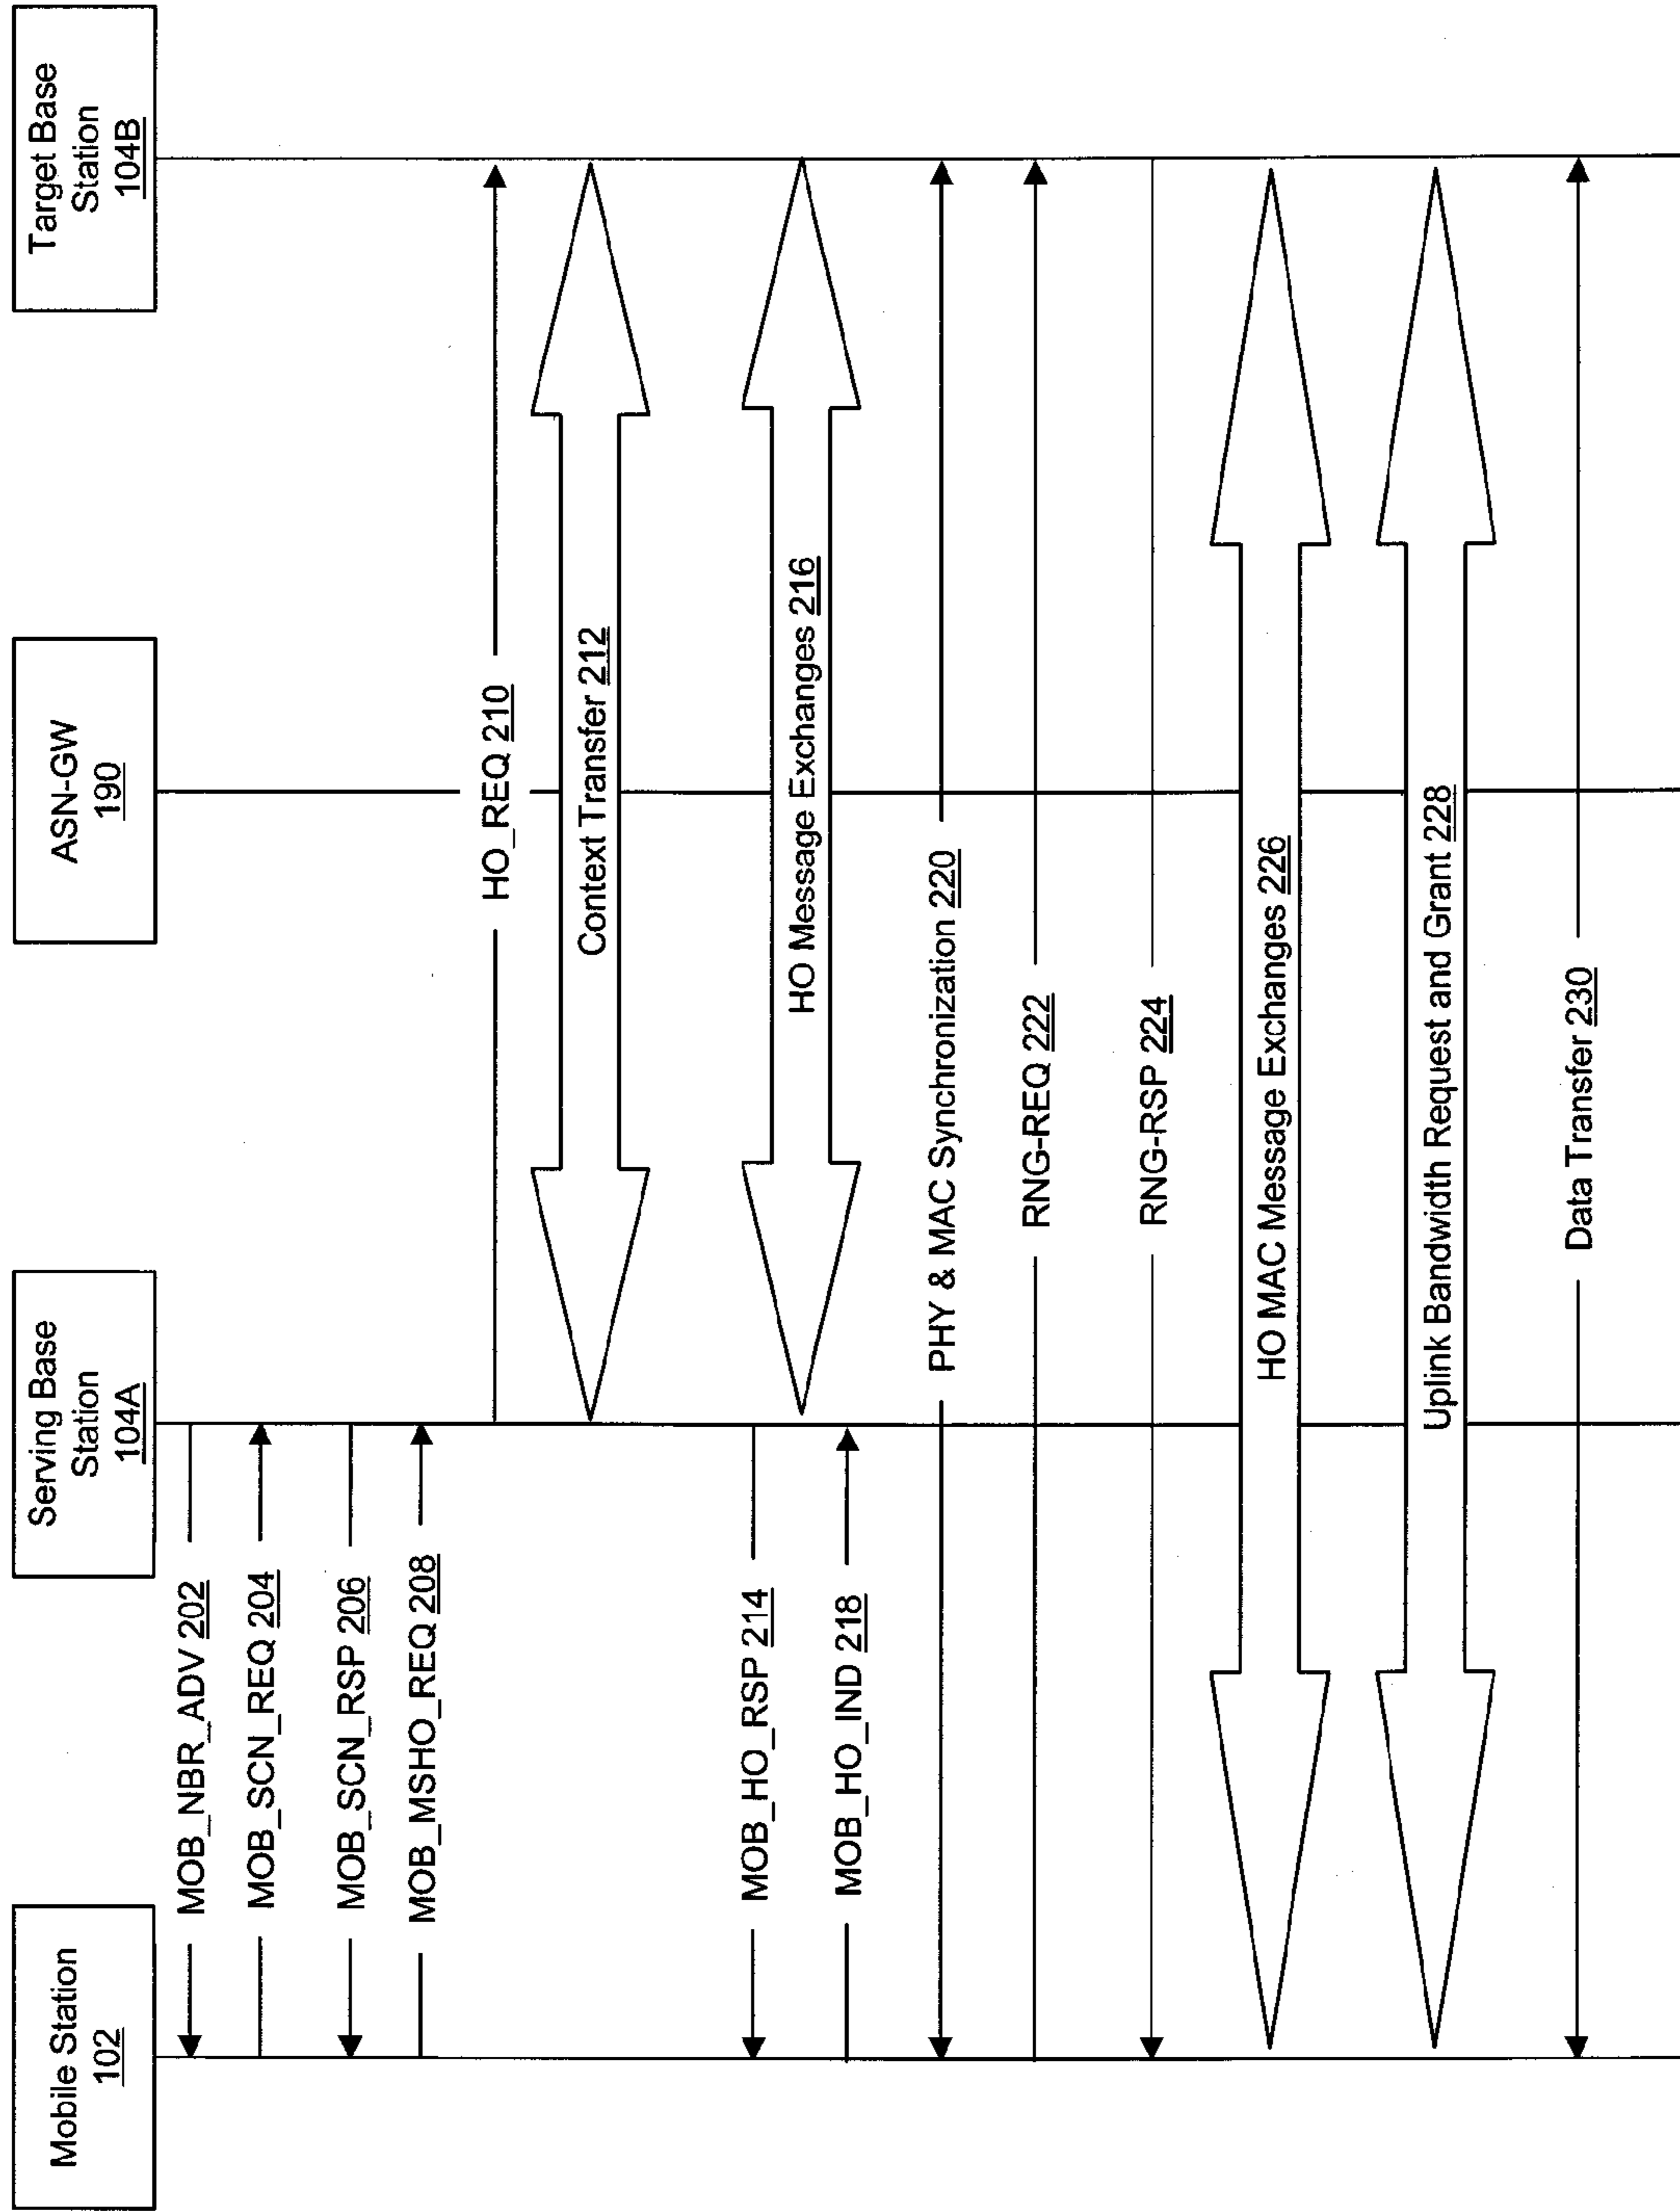 Mobile Station
102
Serving Base
Station
104A
ASN-GW
190
Target Base
Station
104B
MOB_NBR_ADV 202
MOB_SCN_REQ 204
MOB_SCN_RSP 206
MOB_MSHO_REQ 208
HO_REQ 210
Context Transfer 212
MOB_HO_RSP 214
HO Message Exchanges 216
MOB_HO_IND 218
PHY & MAC Synchronization 220
RNG-REQ 222
RNG-RSP 224
HO MAC Message Exchanges 226
Uplink Bandwidth Request and Grant 228
Data Transfer 230